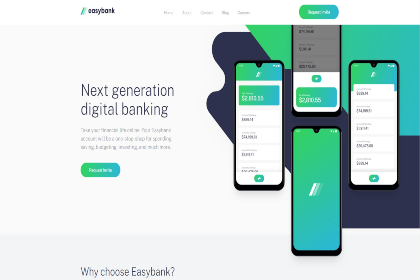 easybank
Home
About
Contact
Blog
Careers
Request Invite
Next generation
digital banking
Take your financial life online. Your Easybank
account will be a one-stop-shop for spending,
saving, budgeting, investing, and much more.
Request Invite
$2,810.55
$2,810.55
Why choose Easybank?